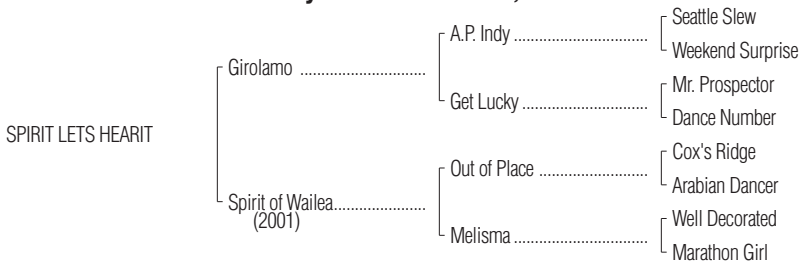 Seattle Slew
A.P. Indy ................................
Weekend Surprise
Girolamo ..............................
Mr. Prospector
Get Lucky ..............................
Dance Number
SPIRIT LETS HEARIT
Cox's Ridge
Out of Place ..........................
Arabian Dancer
Spirit of Wailea......................
(2001)
Well Decorated
Melisma ................................
Marathon Girl